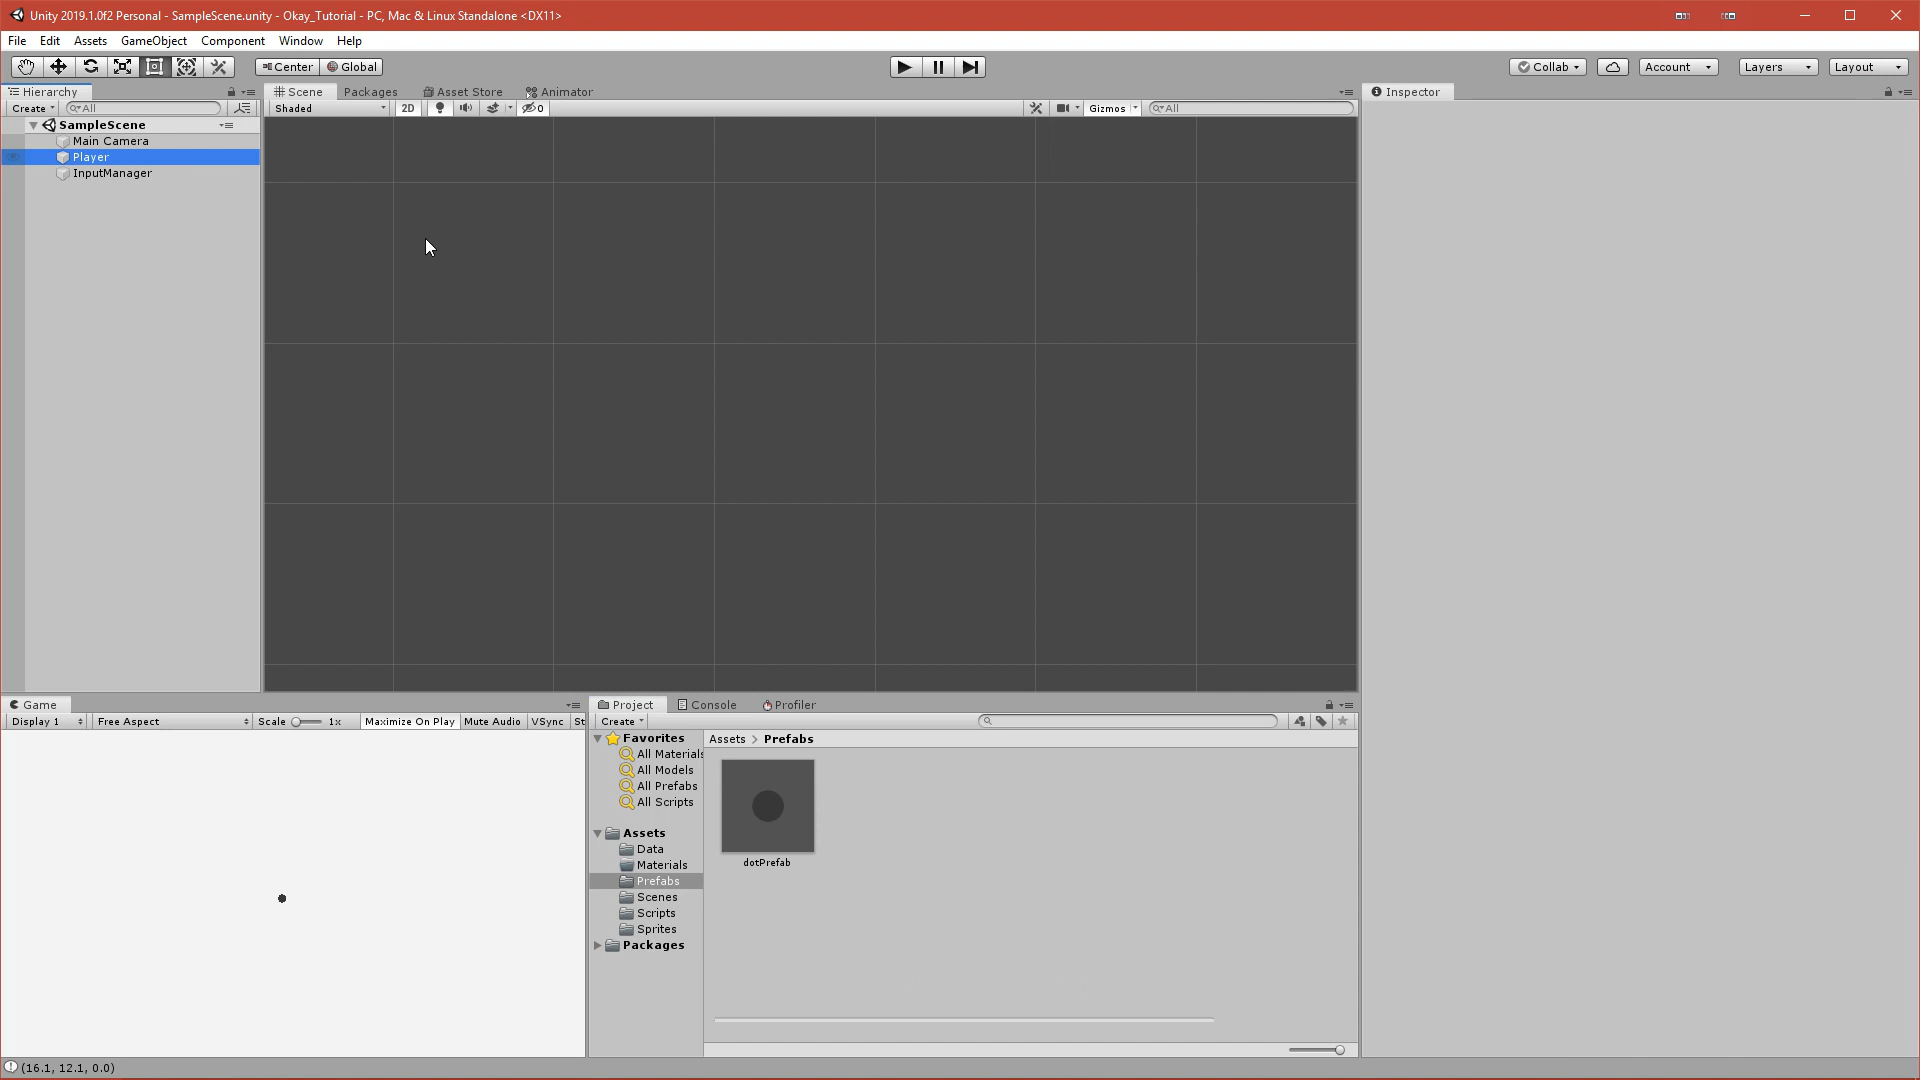 Unity 2019.1.0f2 Personal - SampleScene.unity - Okay_Tutorial - PC, Mac & Linux Standalone <DX11>
File Edit Assets GameObject Component Window Help
Center Global Collab Account Layers Layout
Hierarchy Scene Packages Asset Store Animator Inspector
Create All Shaded 2D 0 Gizmos All
SampleScene
Main Camera
Player
InputManager
Game
Display 1 Free Aspect Scale 1x Maximize On Play Mute Audio VSync St
Project Console Profiler
Create
Favorites
All Materials
All Models
All Prefabs
All Scripts
Assets
Data
Materials
Prefabs
Scenes
Scripts
Sprites
Packages
Assets > Prefabs
dotPrefab
(16.1, 12.1, 0.0)